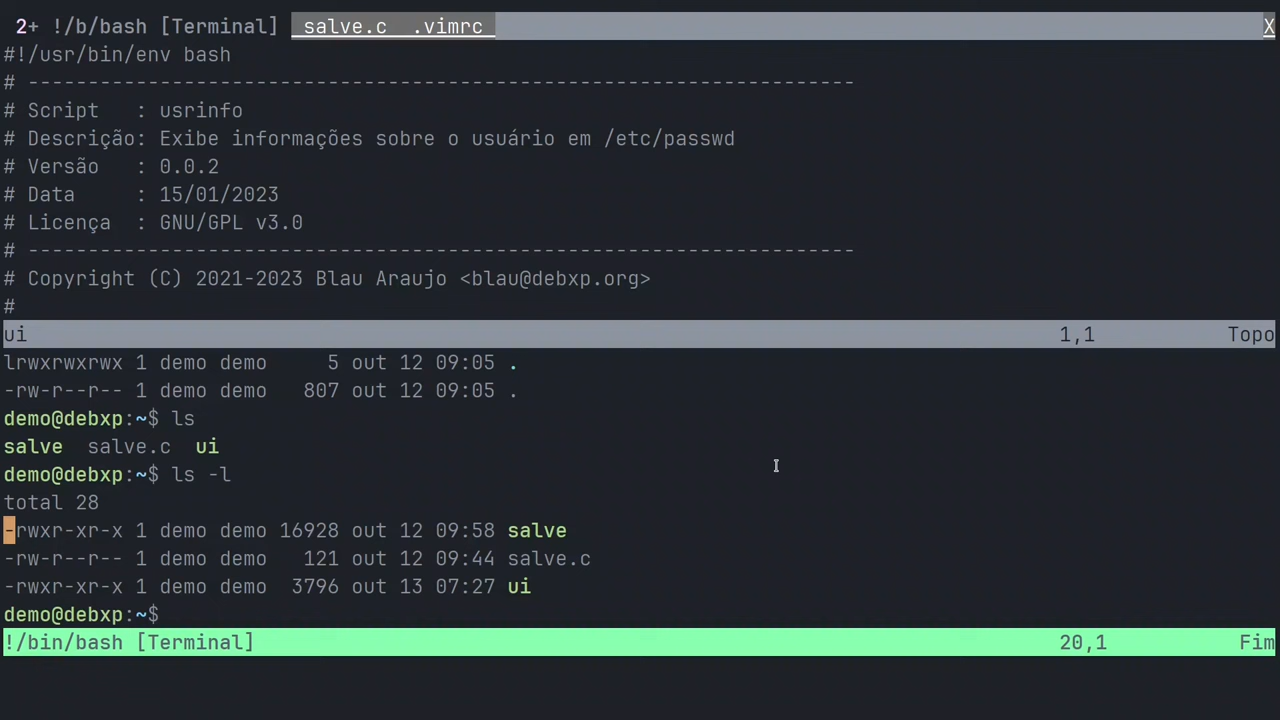 2+ !/b/bash [Terminal]  salve.c  .vimrc  X
#!/usr/bin/env bash
# ---------------------------------------------------------------------
# Script   : usrinfo
# Descrição: Exibe informações sobre o usuário em /etc/passwd
# Versão   : 0.0.2
# Data     : 15/01/2023
# Licença  : GNU/GPL v3.0
# ---------------------------------------------------------------------
# Copyright (C) 2021-2023 Blau Araujo <blau@debxp.org>
#
ui 1,1 Topo
lrwxrwxrwx 1 demo demo     5 out 12 09:05 .
-rw-r--r-- 1 demo demo   807 out 12 09:05 .
demo@debxp:~$ ls
salve  salve.c  ui
demo@debxp:~$ ls -l
total 28
-rwxr-xr-x 1 demo demo 16928 out 12 09:58 salve
-rw-r--r-- 1 demo demo   121 out 12 09:44 salve.c
-rwxr-xr-x 1 demo demo  3796 out 13 07:27 ui
demo@debxp:~$
!/bin/bash [Terminal] 20,1 Fim